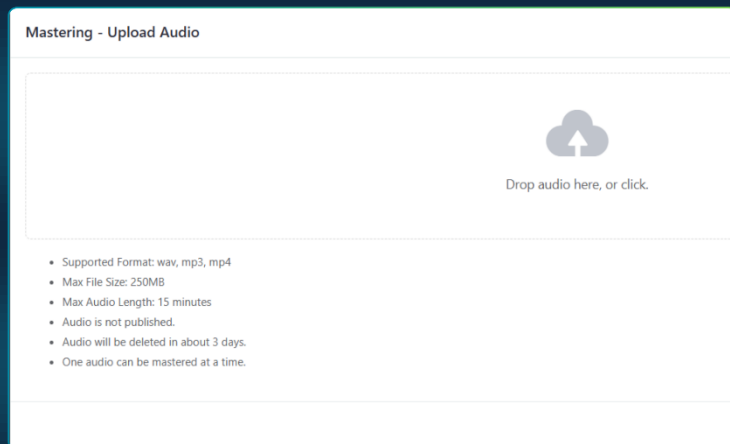 Mastering - Upload Audio
Drop audio here, or click.
Supported Format: wav, mp3, mp4
Max File Size: 250MB
Max Audio Length: 15 minutes
Audio is not published.
Audio will be deleted in about 3 days.
One audio can be mastered at a time.